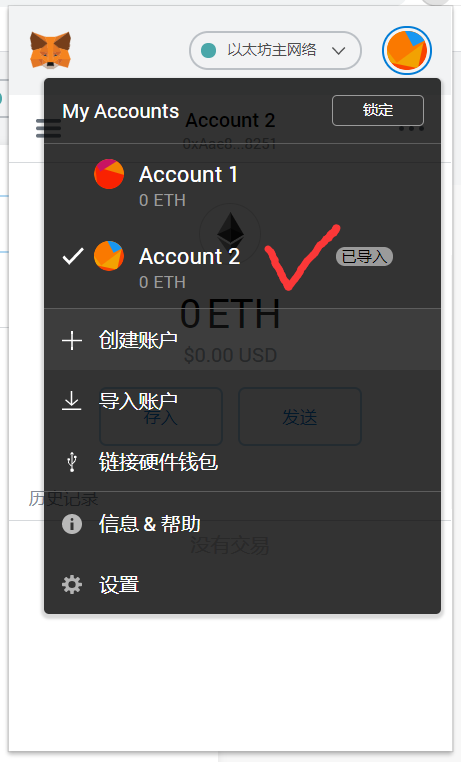 以太坊主网络
My Accounts
锁定
Account 2
0xAae8...8251
Account 1
0 ETH
Account 2
已导入
0 ETH
0 ETH
创建账户
$0.00 USD
导入账户
存入
发送
链接硬件钱包
历史记录
信息 & 帮助
没有交易
设置